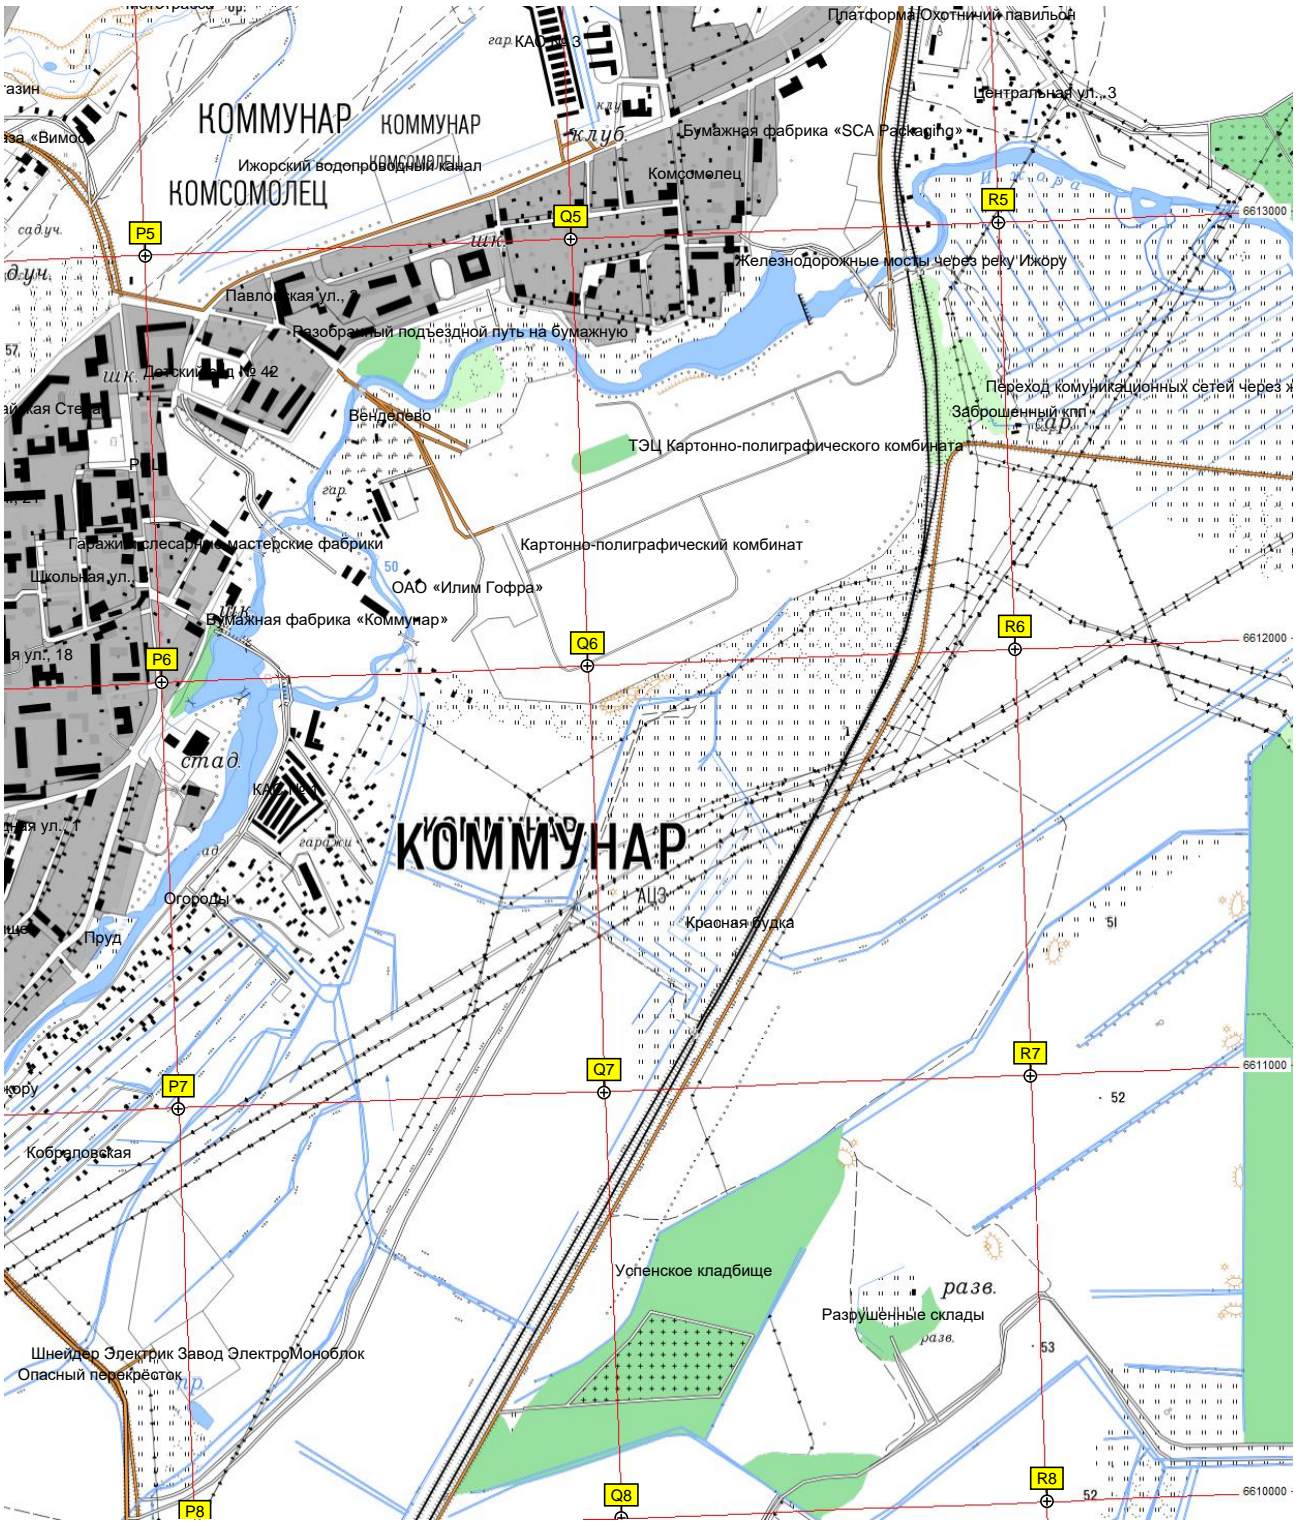 Платформа Охотничий павильон
гар.
КАО № 3
Центральная ул., 3
КОММУНАР
КОММУНАР
клуб
Бумажная фабрика «SCA Packaging»
Ижорский водопроводный канал
КОМСОМОЛЕЦ
КОМСОМОЛЕЦ
Комсомолец
Ижора
R5
6613000
Q5
P5
садуч.
шк.
Железнодорожные мосты через реку Ижору
Павловская ул., 3
Разобранный подъездной путь на бумажную
57
шк.
Детский сад № 42
Переход комуникационных сетей через
Заброшенный кпп
сар.
Венделево
ТЭЦ Картонно-полиграфического комбината
гар.
Гаражи и слесарные мастерские фабрики
Картонно-полиграфический комбинат
50
Школьная ул.,
ОАО «Илим Гофра»
шк.
Бумажная фабрика «Коммунар»
R6
6612000
Q6
P6
ул., 18
стад.
КОММУНАР
КОММУНАР
гаражи
АЦЗ
Огороды
Красная будка
51
Пруд
R7
6611000
Q7
P7
52
Кобраловская
Успенское кладбище
разв.
Разрушенные склады
разв.
53
Шнейдер Электрик Завод ЭлектроМоноблок
Опасный перекрёсток
пр.
R8
6610000
52
Q8
P8